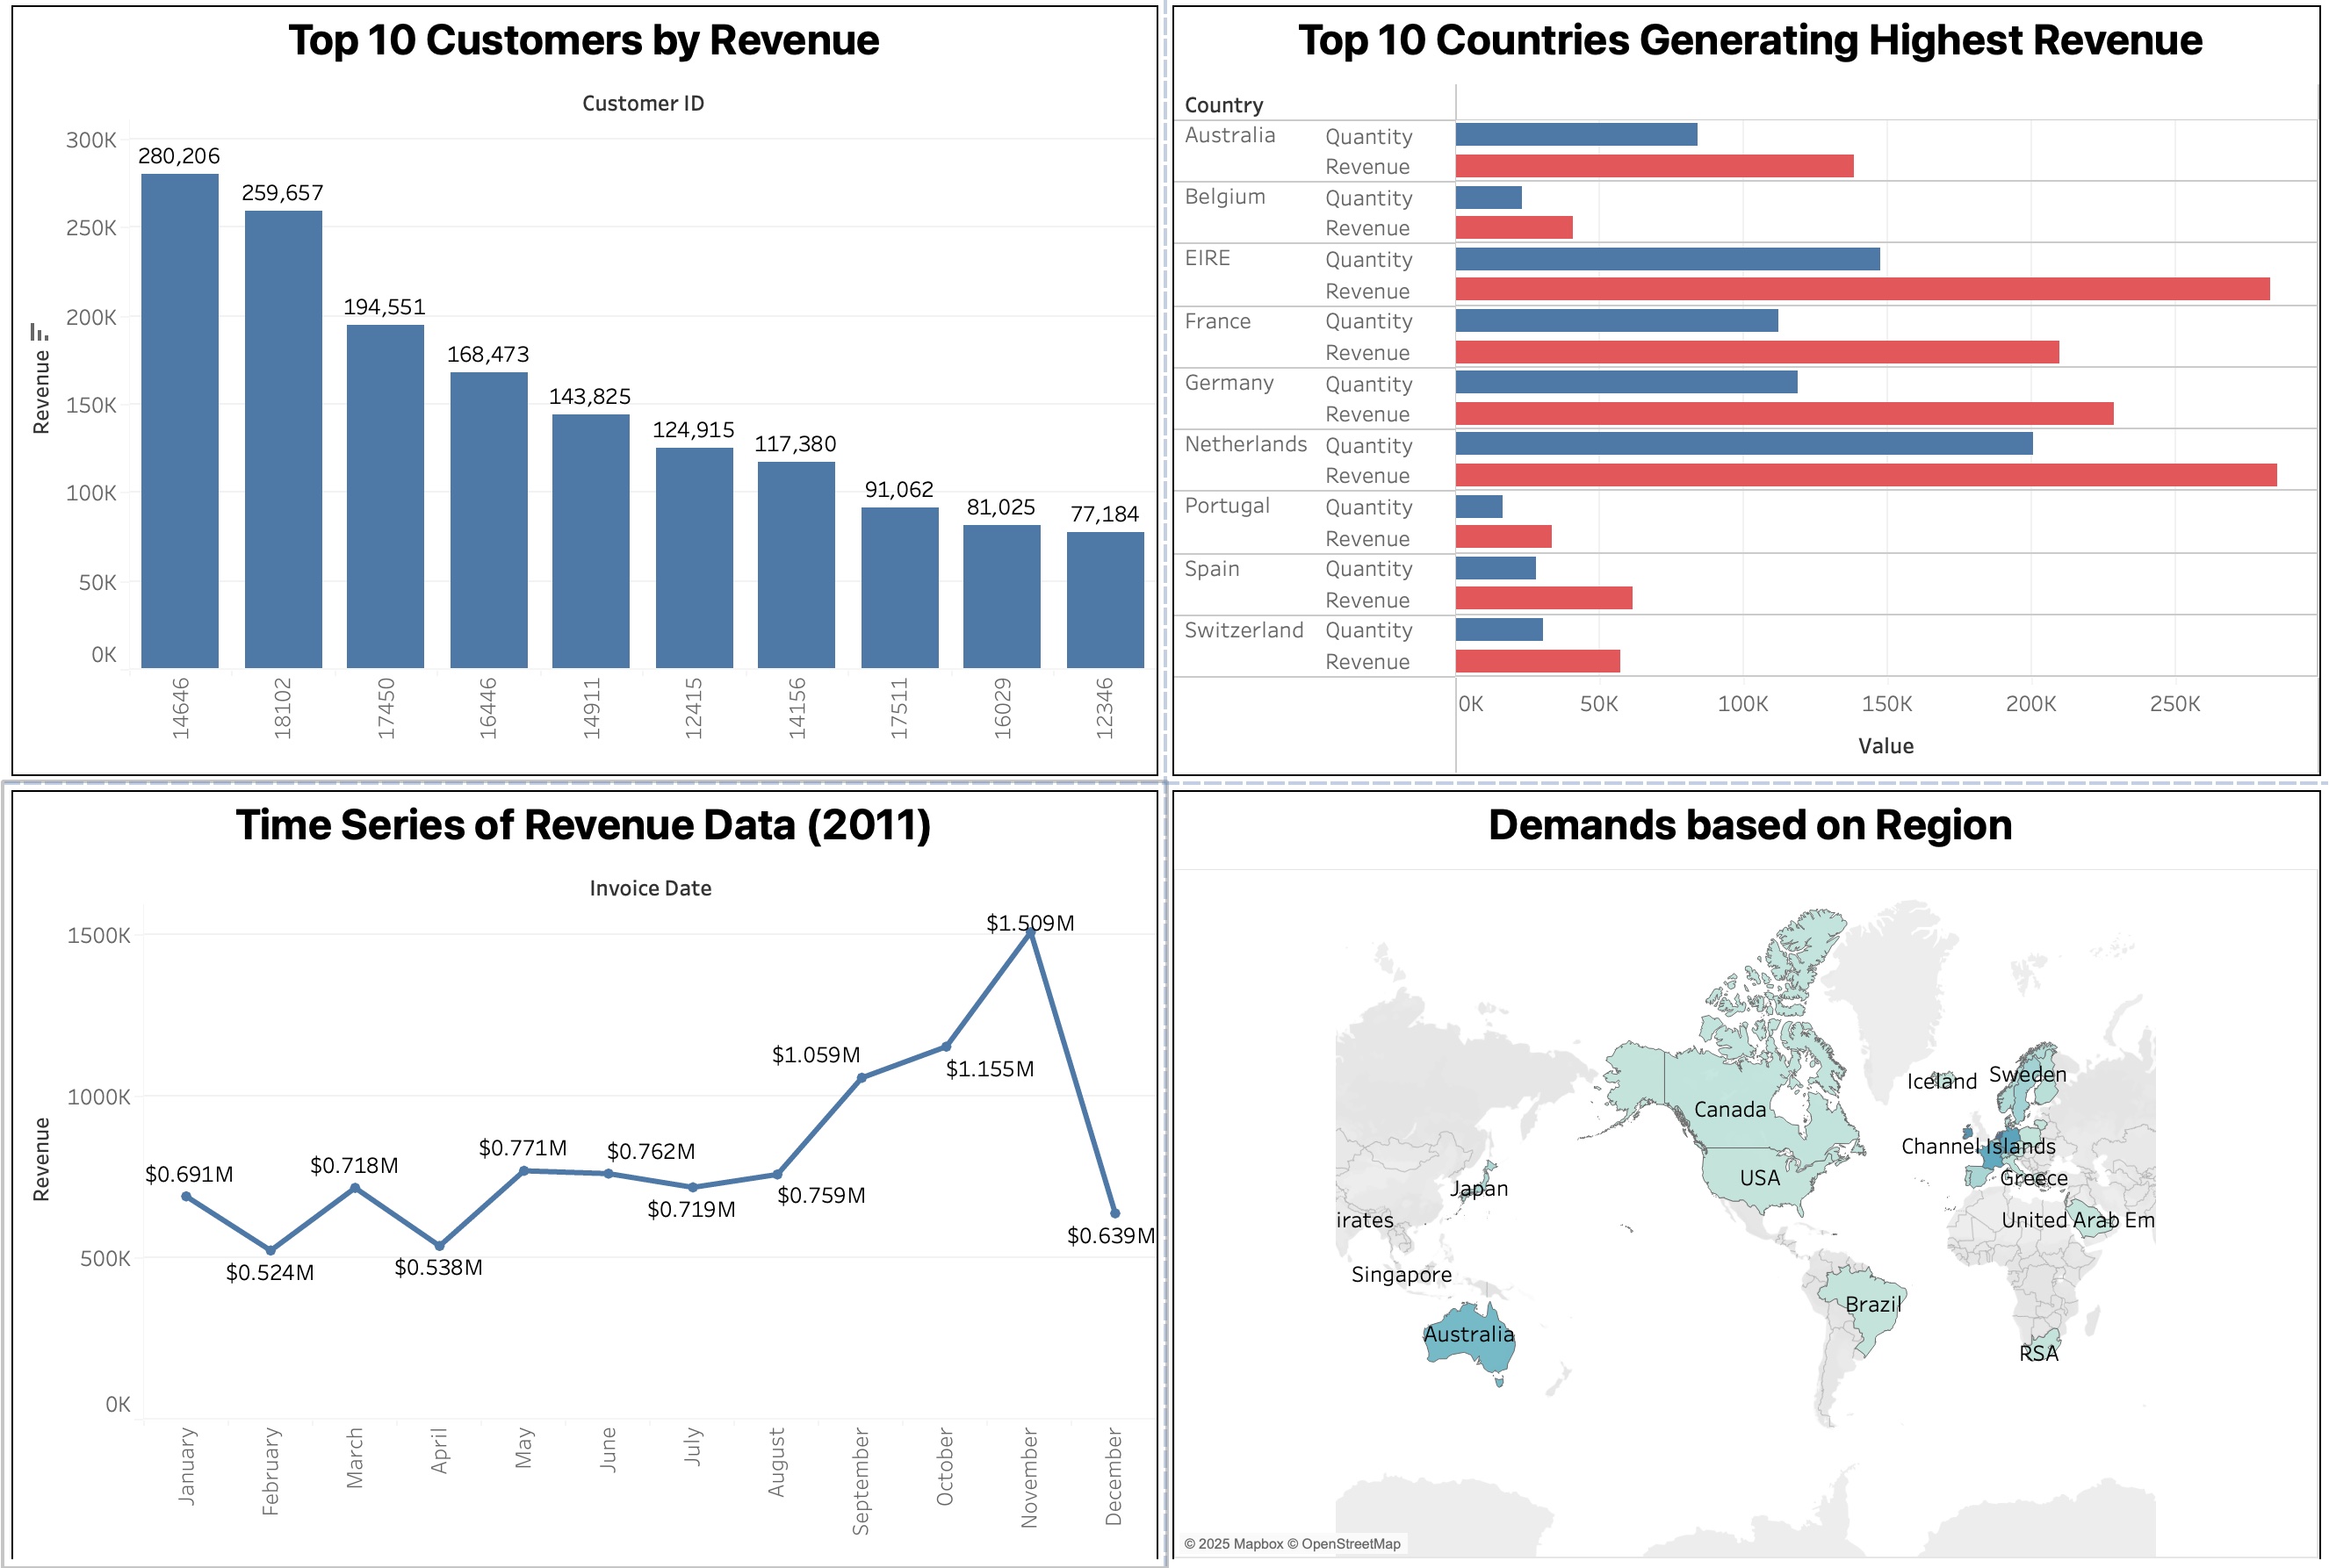 Top 10 Customers by Revenue
Customer ID
Revenue
300K
250K
200K
150K
100K
50K
0K
280,206
259,657
194,551
168,473
143,825
124,915
117,380
91,062
81,025
77,184
14646
18102
17450
16446
14911
12415
14156
17511
16029
12346
Top 10 Countries Generating Highest Revenue
Country
Australia Quantity
Revenue
Belgium Quantity
Revenue
EIRE Quantity
Revenue
France Quantity
Revenue
Germany Quantity
Revenue
Netherlands Quantity
Revenue
Portugal Quantity
Revenue
Spain Quantity
Revenue
Switzerland Quantity
Revenue
0K 50K 100K 150K 200K 250K
Value
Time Series of Revenue Data (2011)
Invoice Date
Revenue
1500K
1000K
500K
0K
$0.691M
$0.524M
$0.718M
$0.538M
$0.771M
$0.762M
$0.719M
$0.759M
$1.059M
$1.155M
$1.509M
$0.639M
January
February
March
April
May
June
July
August
September
October
November
December
Demands based on Region
Iceland
Sweden
Canada
Channel Islands
USA
Greece
Japan
irates
United Arab Em
Singapore
Brazil
Australia
RSA
© 2025 Mapbox © OpenStreetMap